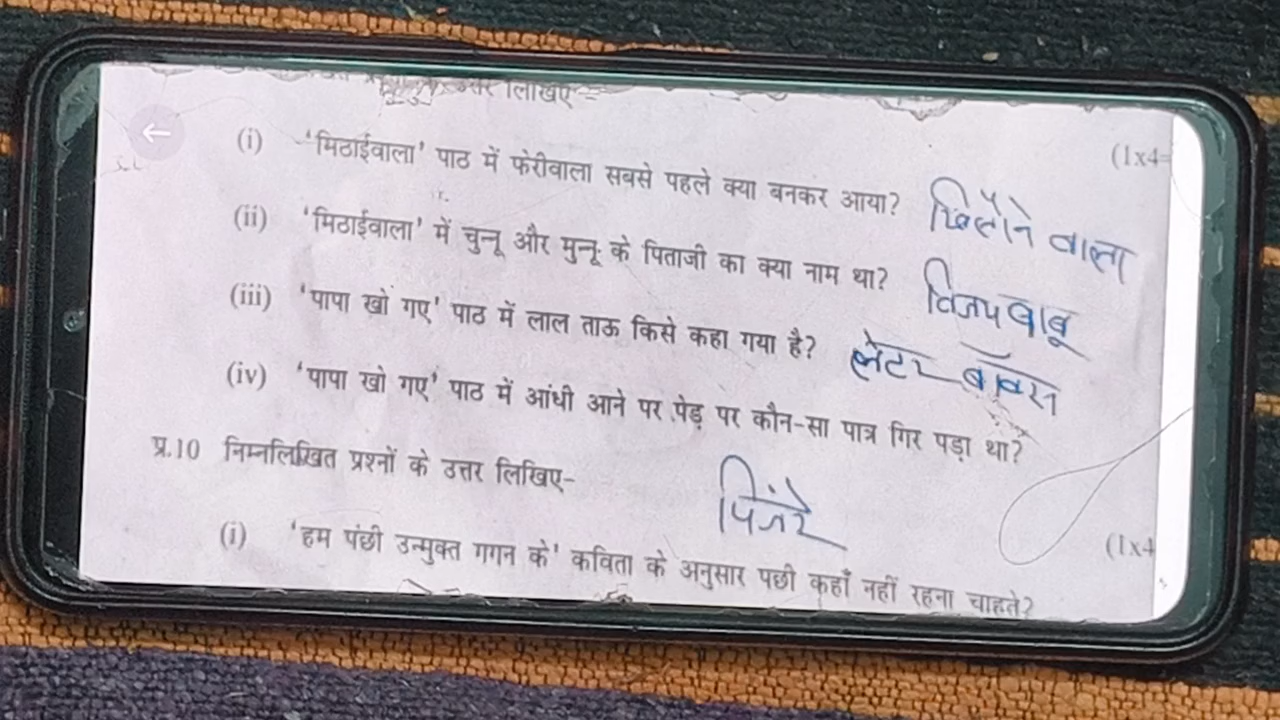 लिखिए-
(1x4=
(i) 'मिठाईवाला' पाठ में फेरीवाला सबसे पहले क्या बनकर आया? खिलौने वाला
(ii) 'मिठाईवाला' में चुन्नू और मुन्नू के पिताजी का क्या नाम था? विजय बाबू
(iii) 'पापा खो गए' पाठ में लाल ताऊ किसे कहा गया है? लेटर बॉक्स
(iv) 'पापा खो गए' पाठ में आंधी आने पर पेड़ पर कौन-सा पात्र गिर पड़ा था?
प्र.10 निम्नलिखित प्रश्नों के उत्तर लिखिए-
पिंजरे
(1x4
(i) 'हम पंछी उन्मुक्त गगन के' कविता के अनुसार पछी कहाँ नहीं रहना चाहते?